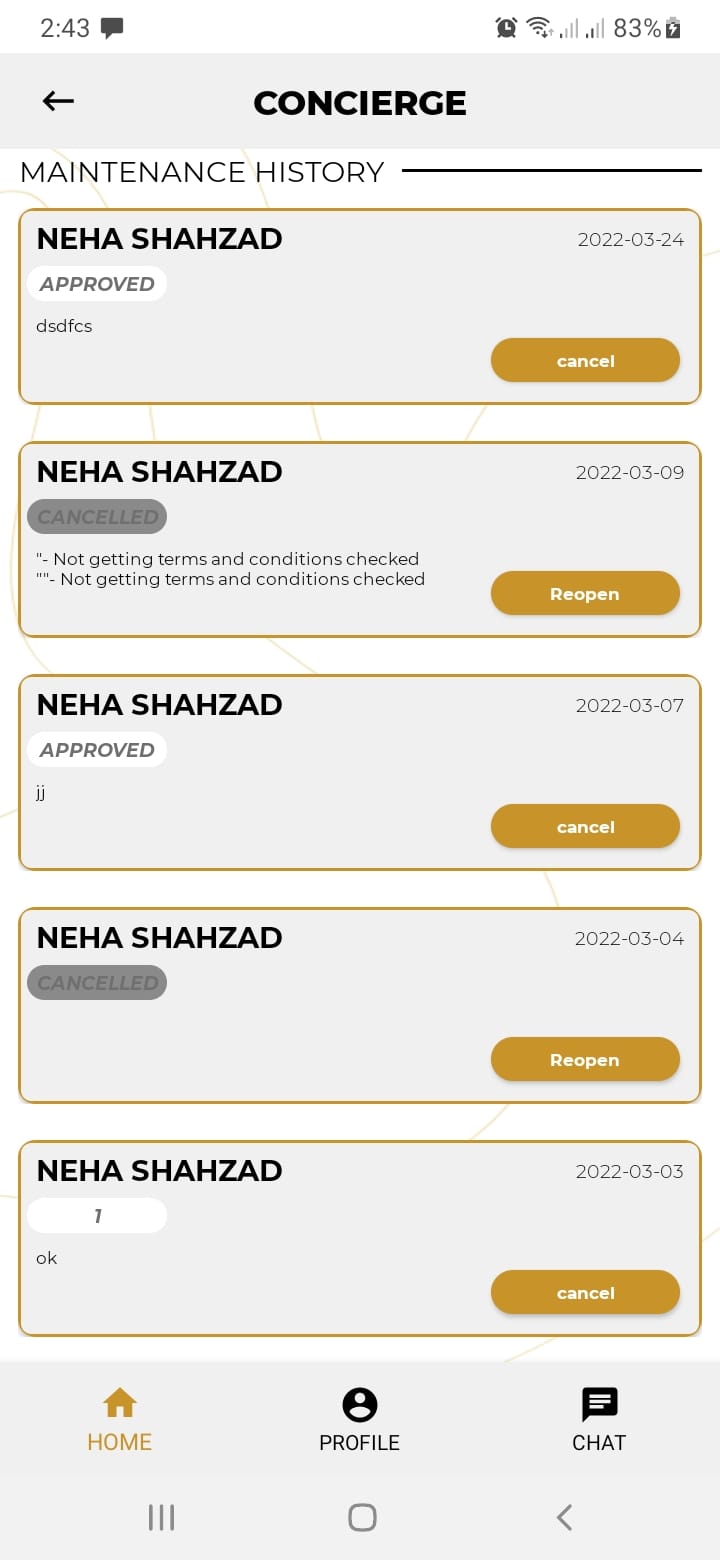 2:43 83%
CONCIERGE
MAINTENANCE HISTORY
NEHA SHAHZAD 2022-03-24
APPROVED
dsdfcs
cancel
NEHA SHAHZAD 2022-03-09
CANCELLED
"- Not getting terms and conditions checked
""- Not getting terms and conditions checked
Reopen
NEHA SHAHZAD 2022-03-07
APPROVED
jj
cancel
NEHA SHAHZAD 2022-03-04
CANCELLED
Reopen
NEHA SHAHZAD 2022-03-03
1
ok
cancel
HOME PROFILE CHAT